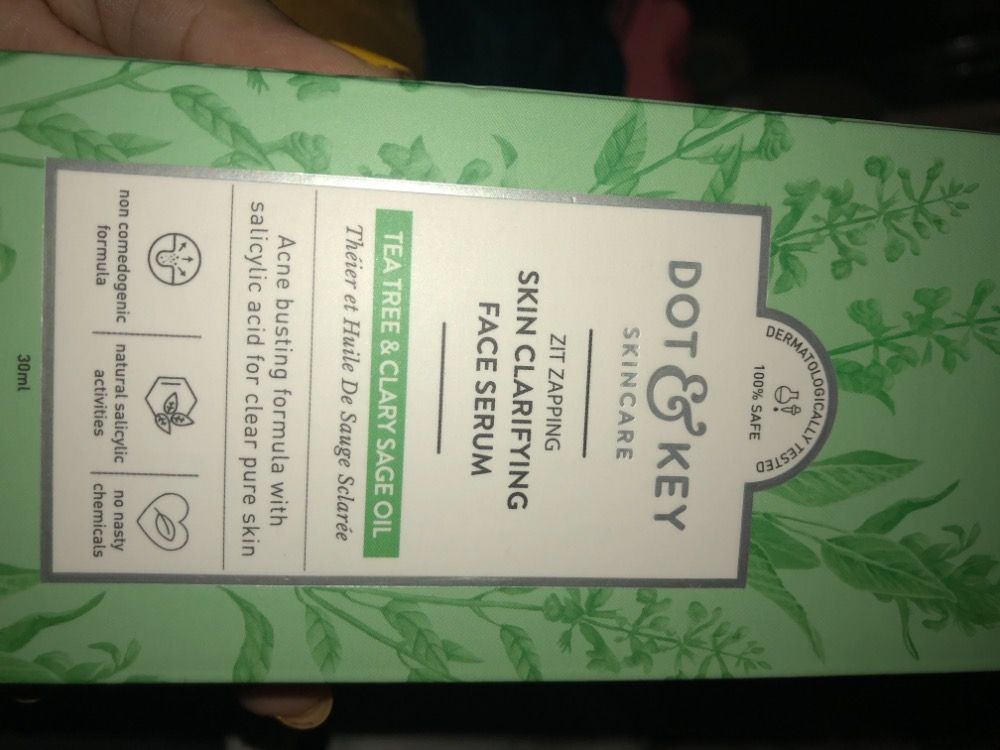 DERMATOLOGICALLY TESTED
100% SAFE
DOT & KEY
SKINCARE
ZIT ZAPPING
SKIN CLARIFYING
FACE SERUM
TEA TREE & CLARY SAGE OIL
Théier et Huile De Sauge Sclarée
Acne busting formula with
salicylic acid for clear pure skin
non comedogenic
formula
natural salicylic
activities
no nasty
chemicals
30ml